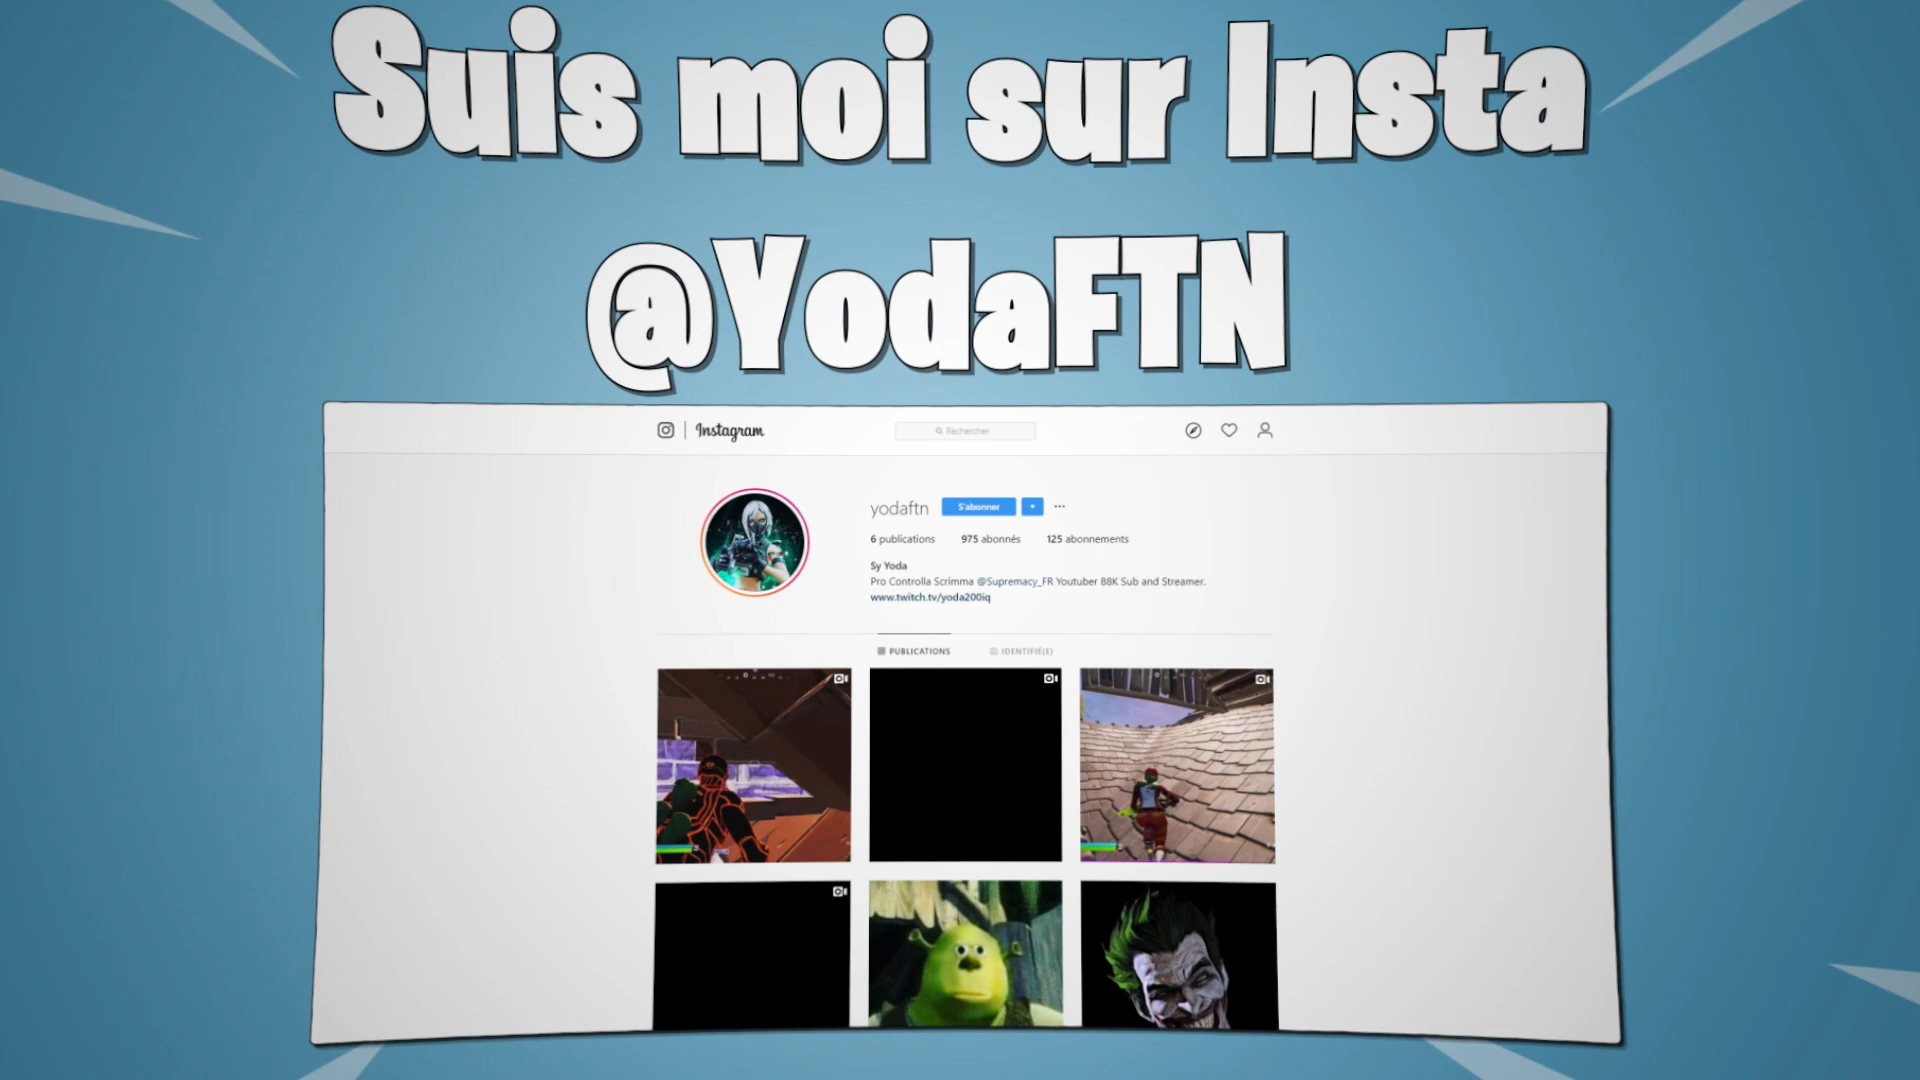 Suis moi sur Insta
@YodaFTN
Instagram
Rechercher
yodaftn S'abonner
6 publications 975 abonnés 125 abonnements
Sy Yoda
Pro Controlla Scrimma @Supremacy_FR Youtuber 88K Sub and Streamer.
www.twitch.tv/yoda200iq
PUBLICATIONS IDENTIFIÉ(E)